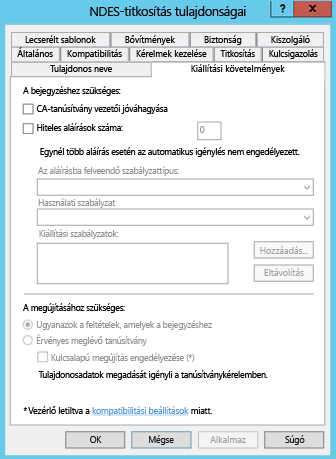 NDES-titkosítás tulajdonságai
? x
Lecserélt sablonok Bővítmények Biztonság Kiszolgáló
Általános Kompatibilitás Kérelmek kezelése Titkosítás Kulcsigazolás
Tulajdonos neve Kiállítási követelmények
A bejegyzéshez szükséges:
CA-tanúsítvány vezetői jóváhagyása
Hiteles aláírások száma: 0
Egynél több aláírás esetén az automatikus igénylés nem engedélyezett.
Az aláírásba felveendő szabályzattípus:
Használati szabályzat
Kiállítási szabályzatok:
Hozzáadás...
Eltávolítás
A megújításához szükséges:
Ugyanazok a feltételek, amelyek a bejegyzéshez
Érvényes meglévő tanúsítvány
Kulcsalapú megújítás engedélyezése (*)
Tulajdonosadatok megadását igényli a tanúsítványkérelemben.
*Vezérlő letiltva a kompatibilitási beállítások miatt.
OK Mégse Alkalmaz Súgó